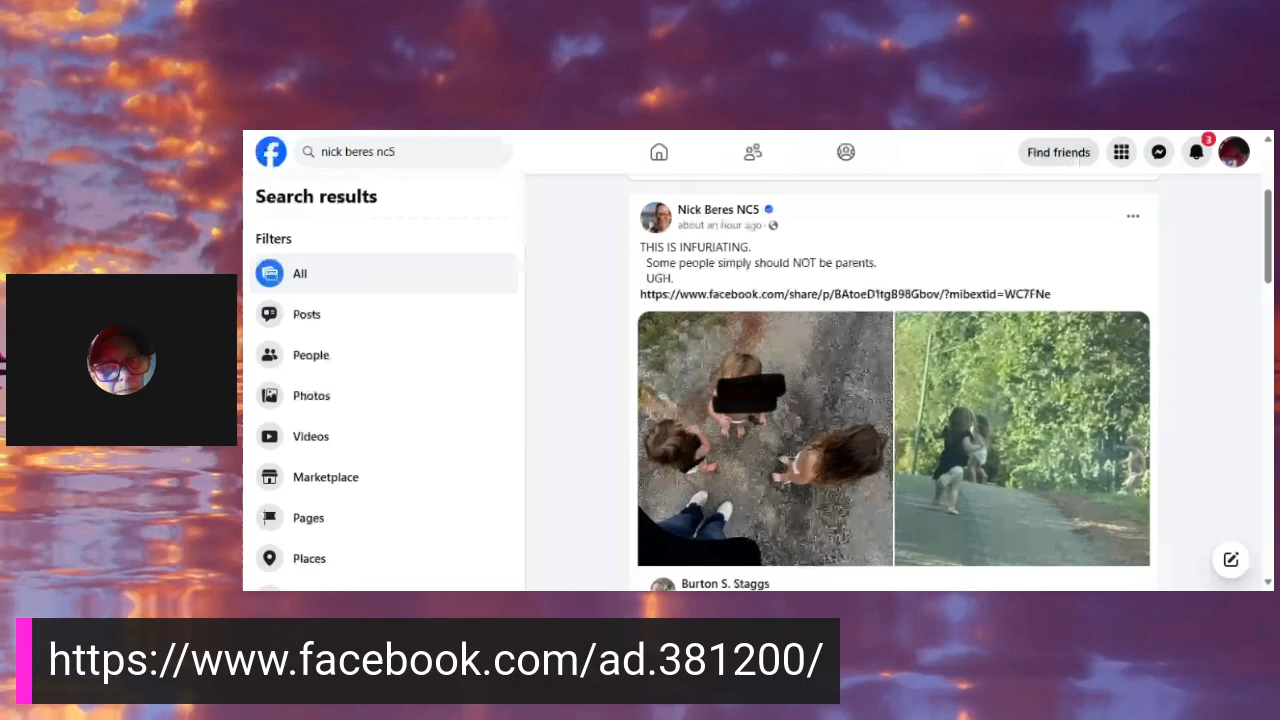 nick beres nc5
Find friends
3
Search results
Filters
All
Posts
People
Photos
Videos
Marketplace
Pages
Places
Nick Beres NC5
about an hour ago
THIS IS INFURIATING.
Some people simply should NOT be parents.
UGH.
https://www.facebook.com/share/p/BAtoeD1tgB98Gbov/?mibextid=WC7FNe
Burton S. Staggs
https://www.facebook.com/ad.381200/